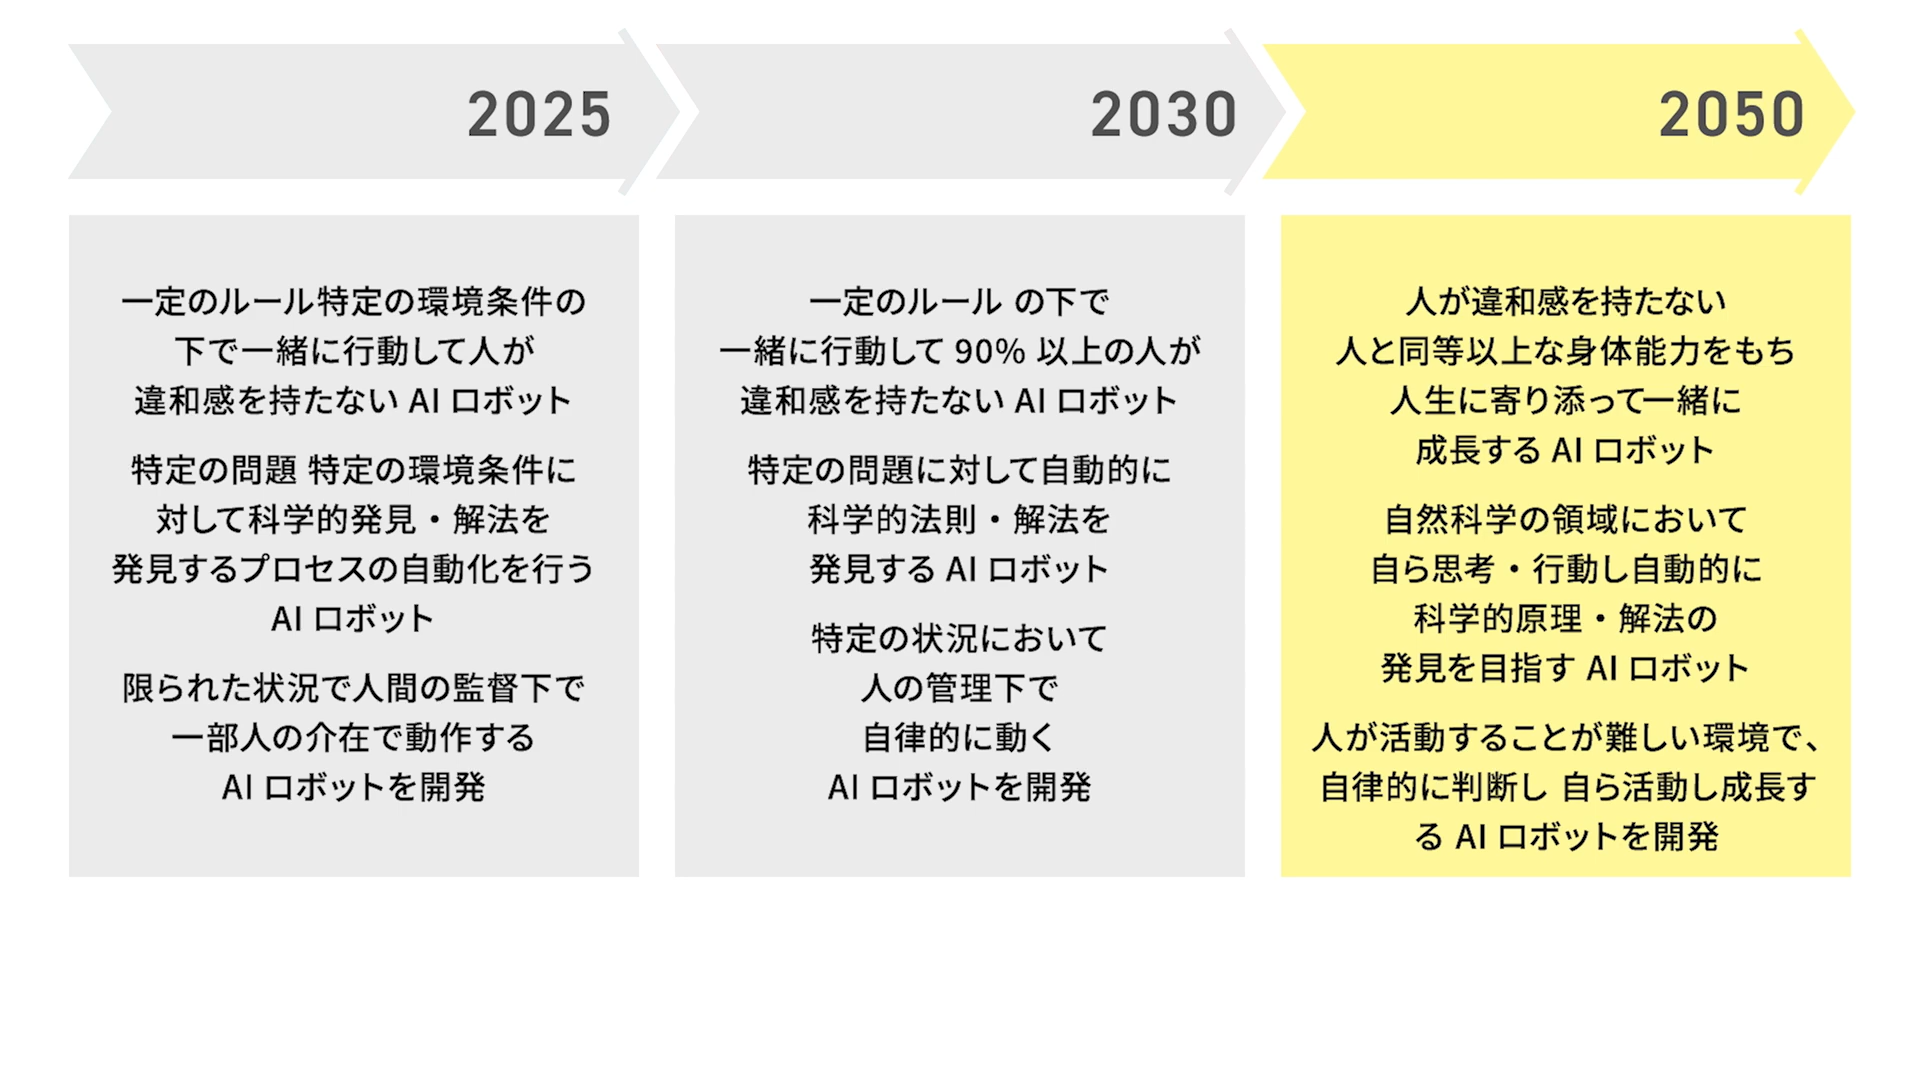 2025
一定のルール特定の環境条件の
下で一緒に行動して人が
違和感を持たない AI ロボット
特定の問題 特定の環境条件に
対して科学的発見・解法を
発見するプロセスの自動化を行う
AI ロボット
限られた状況で人間の監督下で
一部人の介在で動作する
AI ロボットを開発
2030
一定のルール の下で
一緒に行動して 90% 以上の人が
違和感を持たない AI ロボット
特定の問題に対して自動的に
科学的法則・解法を
発見する AI ロボット
特定の状況において
人の管理下で
自律的に動く
AI ロボットを開発
2050
人が違和感を持たない
人と同等以上な身体能力をもち
人生に寄り添って一緒に
成長する AI ロボット
自然科学の領域において
自ら思考・行動し自動的に
科学的原理・解法の
発見を目指す AI ロボット
人が活動することが難しい環境で、
自律的に判断し 自ら活動し成長す
る AI ロボットを開発